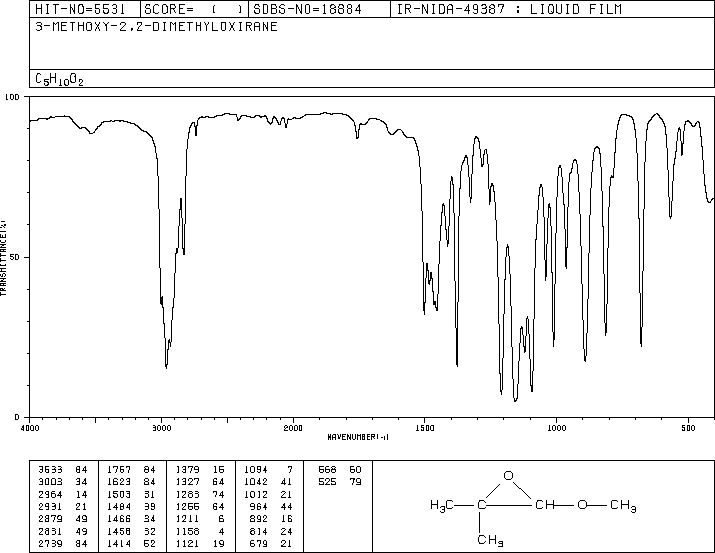 HIT-NO=5531 SCORE= ( ) SDBS-NO=18884 IR-NIDA-49387 : LIQUID FILM
3-METHOXY-2,2-DIMETHYLOXIRANE
C5H10O2
100
TRANSMITTANCE(%)
50
0
4000 3000 2000 1500 1000 500
WAVENUMBER(-1)
3533 84 1757 84 1379 15 1094 7 568 60
3003 34 1623 84 1327 64 1042 41 525 79
2964 14 1503 31 1283 74 1012 21
2931 21 1484 39 1255 64 964 44
2879 49 1466 34 1211 6 892 16
2831 49 1458 32 1158 4 814 24
2739 84 1414 52 1121 19 679 21
O
H3C C CH O CH3
CH3